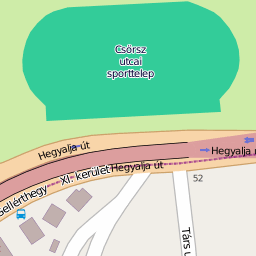 Csörsz
utcai
sporttelep
Hegyalja út
Hegyalja
XI. kerület
Hegyalja út
52
Gellérthegy
Társ u